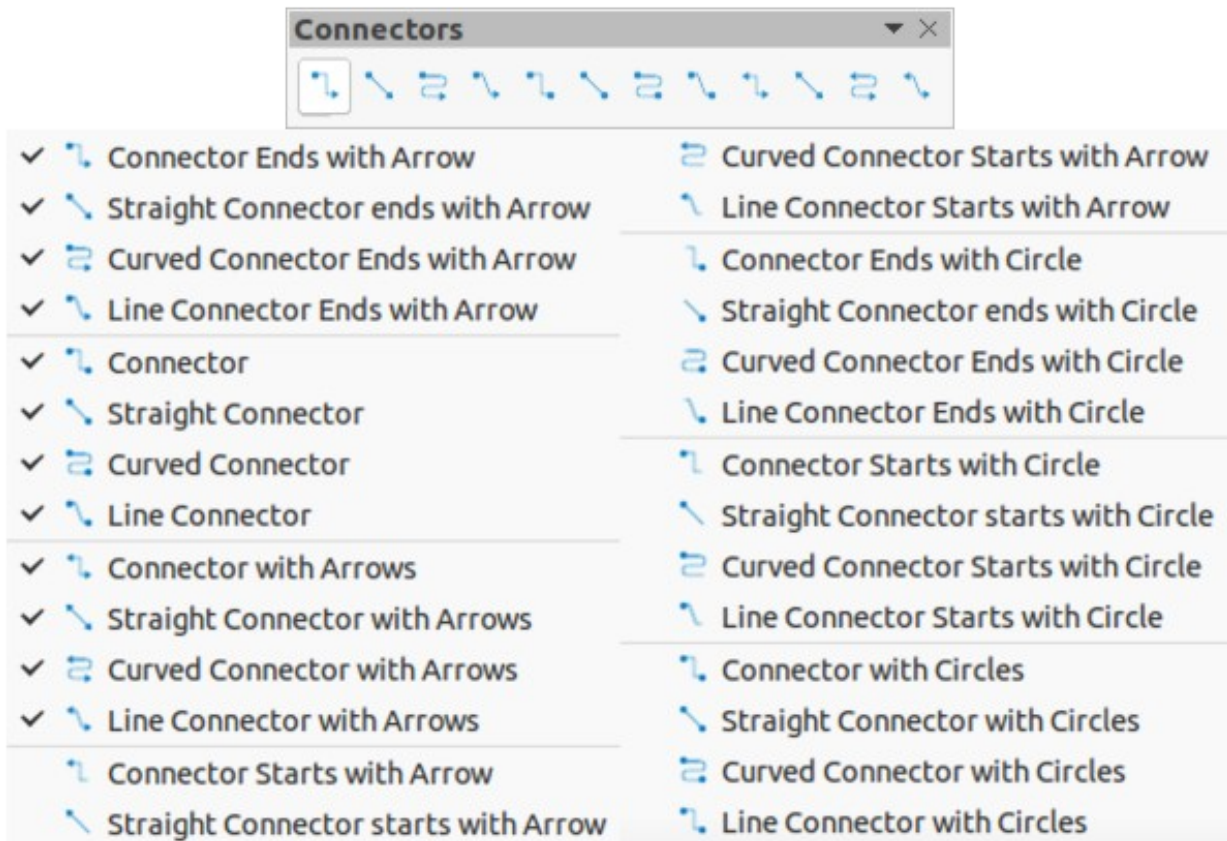 Connectors
Connector Ends with Arrow
Straight Connector ends with Arrow
Curved Connector Ends with Arrow
Line Connector Ends with Arrow
Connector
Straight Connector
Curved Connector
Line Connector
Connector with Arrows
Straight Connector with Arrows
Curved Connector with Arrows
Line Connector with Arrows
Connector Starts with Arrow
Straight Connector starts with Arrow
Curved Connector Starts with Arrow
Line Connector Starts with Arrow
Connector Ends with Circle
Straight Connector ends with Circle
Curved Connector Ends with Circle
Line Connector Ends with Circle
Connector Starts with Circle
Straight Connector starts with Circle
Curved Connector Starts with Circle
Line Connector Starts with Circle
Connector with Circles
Straight Connector with Circles
Curved Connector with Circles
Line Connector with Circles